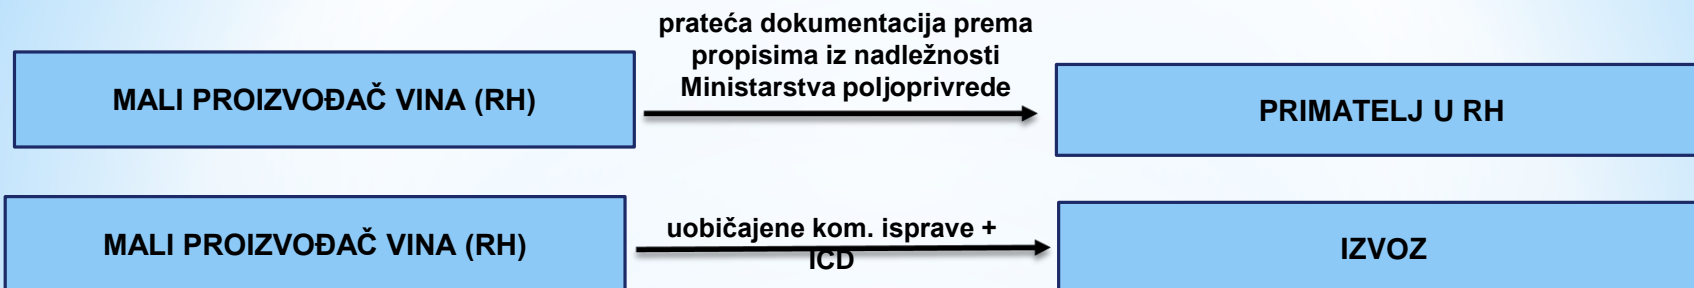 prateća dokumentacija prema
propisima iz nadležnosti
Ministarstva poljoprivrede
MALI PROIZVOĐAČ VINA (RH)
PRIMATELJ U RH
MALI PROIZVOĐAČ VINA (RH)
uobičajene kom. isprave +
ICD
IZVOZ